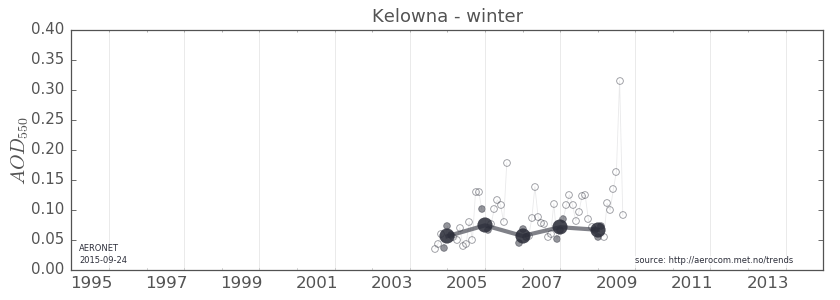 Kelowna - winter
0.40
0.35
0.30
0.25
0.20
0.15
0.10
0.05
0.00
AOD550
AERONET
2015-09-24
source: http://aerocom.met.no/trends
1995 1997 1999 2001 2003 2005 2007 2009 2011 2013